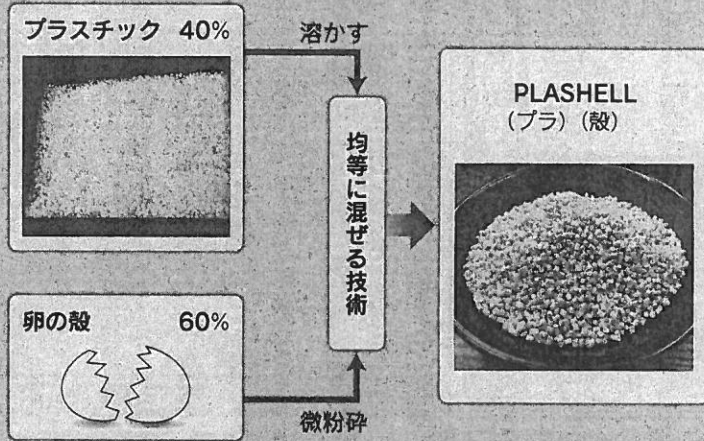 プラスチック 40%
溶かす
卵の殻 60%
微粉砕
均等に混ぜる技術
PLASHELL
(プラ)(殻)